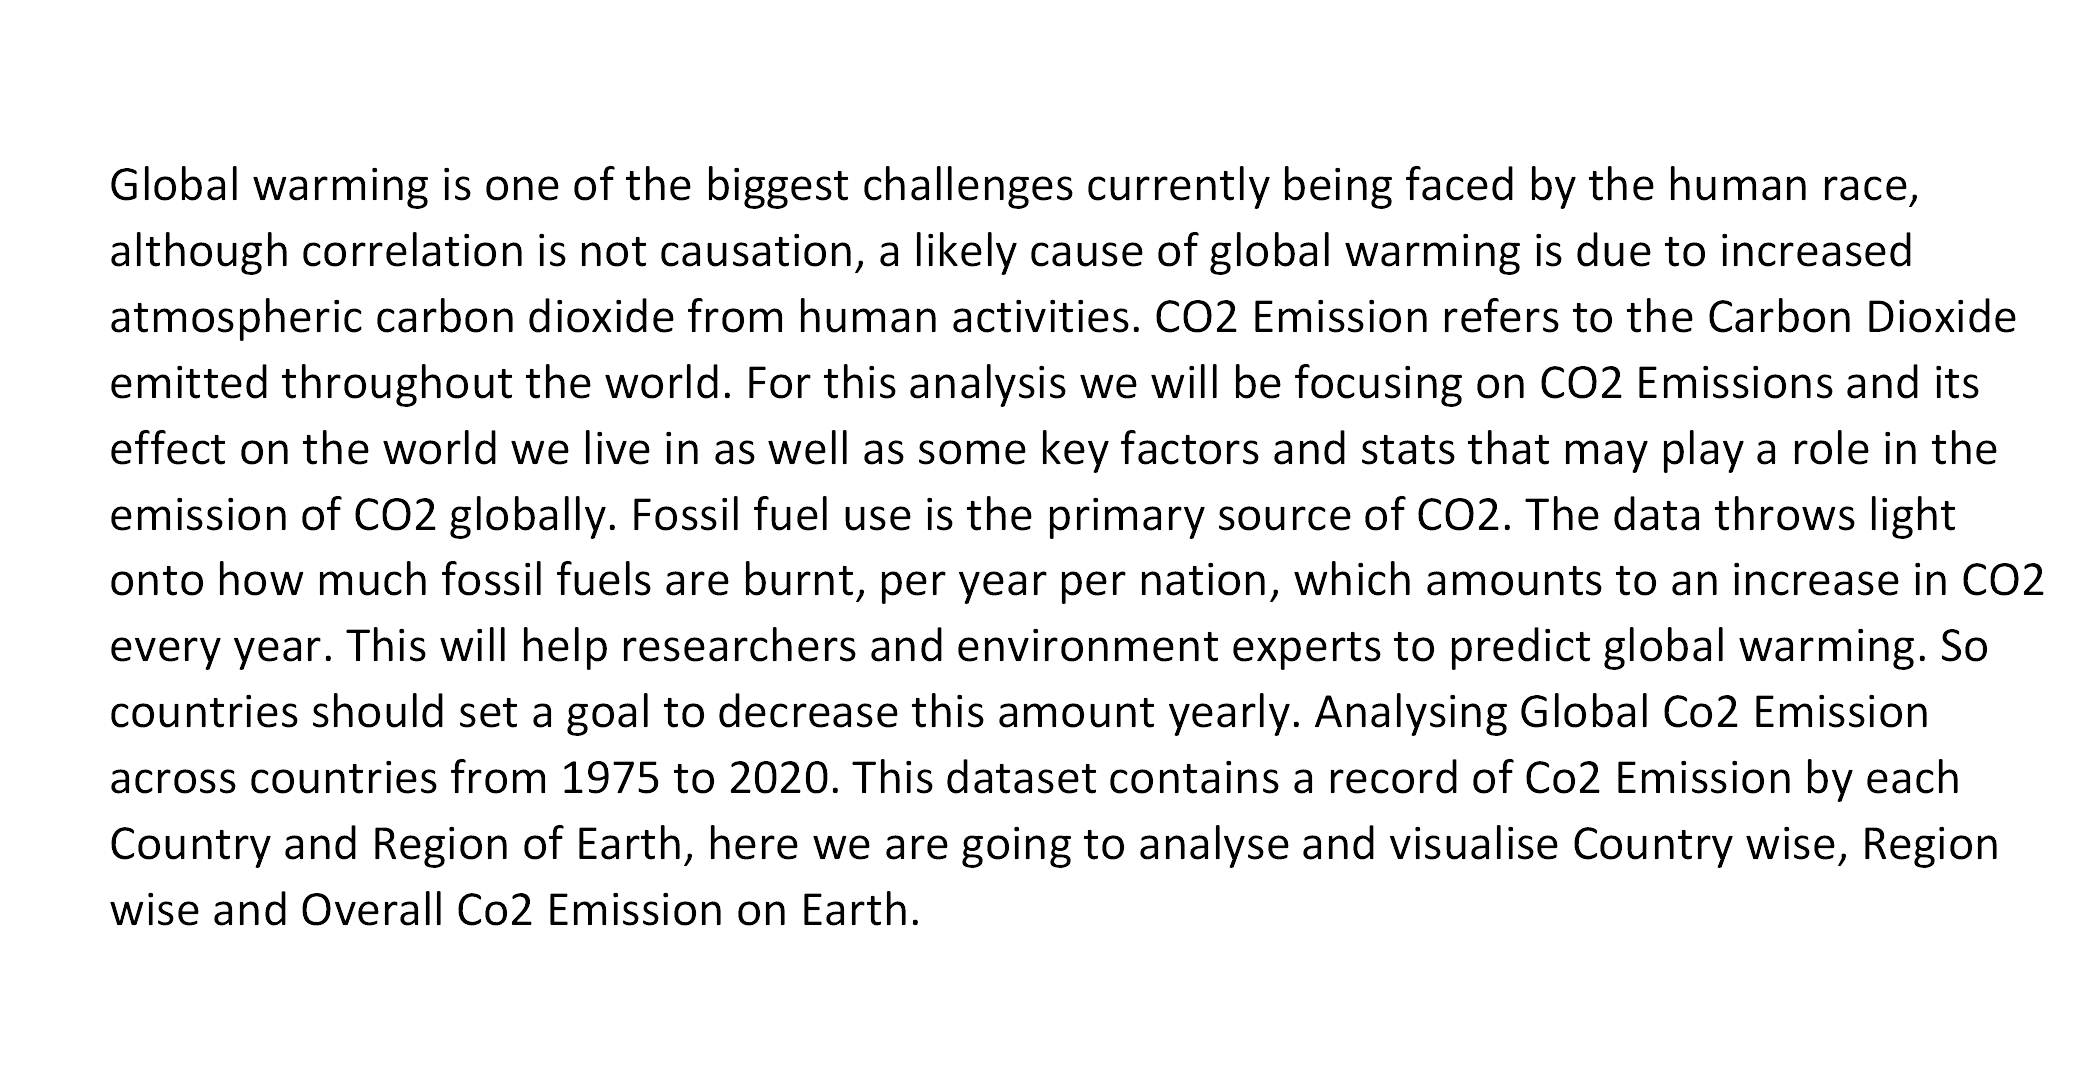 Global warming is one of the biggest challenges currently being faced by the human race,
although correlation is not causation, a likely cause of global warming is due to increased
atmospheric carbon dioxide from human activities. CO2 Emission refers to the Carbon Dioxide
emitted throughout the world. For this analysis we will be focusing on CO2 Emissions and its
effect on the world we live in as well as some key factors and stats that may play a role in the
emission of CO2 globally. Fossil fuel use is the primary source of CO2. The data throws light
onto how much fossil fuels are burnt, per year per nation, which amounts to an increase in CO2
every year. This will help researchers and environment experts to predict global warming. So
countries should set a goal to decrease this amount yearly. Analysing Global Co2 Emission
across countries from 1975 to 2020. This dataset contains a record of Co2 Emission by each
Country and Region of Earth, here we are going to analyse and visualise Country wise, Region
wise and Overall Co2 Emission on Earth.